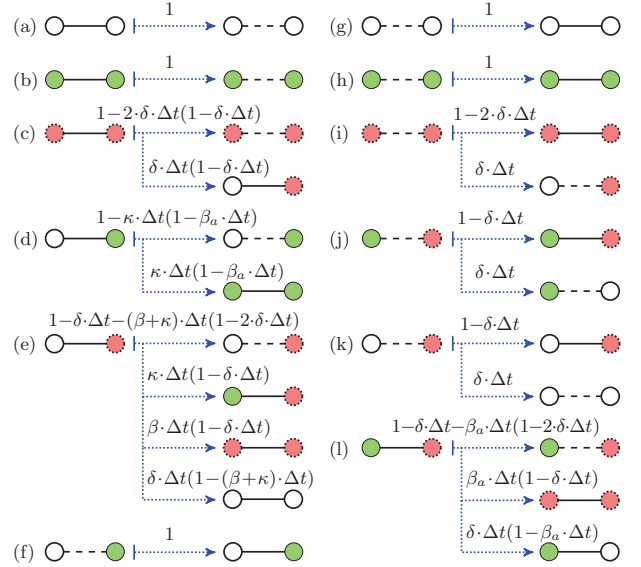 (a) 1
(b) 1
(c) 1−2·δ·Δt(1−δ·Δt)
δ·Δt(1−δ·Δt)
(d) 1−κ·Δt(1−βₐ·Δt)
κ·Δt(1−βₐ·Δt)
(e) 1−δ·Δt−(β+κ)·Δt(1−2·δ·Δt)
κ·Δt(1−δ·Δt)
β·Δt(1−δ·Δt)
δ·Δt(1−(β+κ)·Δt)
(f) 1
(g) 1
(h) 1
(i) 1−2·δ·Δt
δ·Δt
(j) 1−δ·Δt
δ·Δt
(k) 1−δ·Δt
δ·Δt
(l) 1−δ·Δt−βₐ·Δt(1−2·δ·Δt)
βₐ·Δt(1−δ·Δt)
δ·Δt(1−βₐ·Δt)